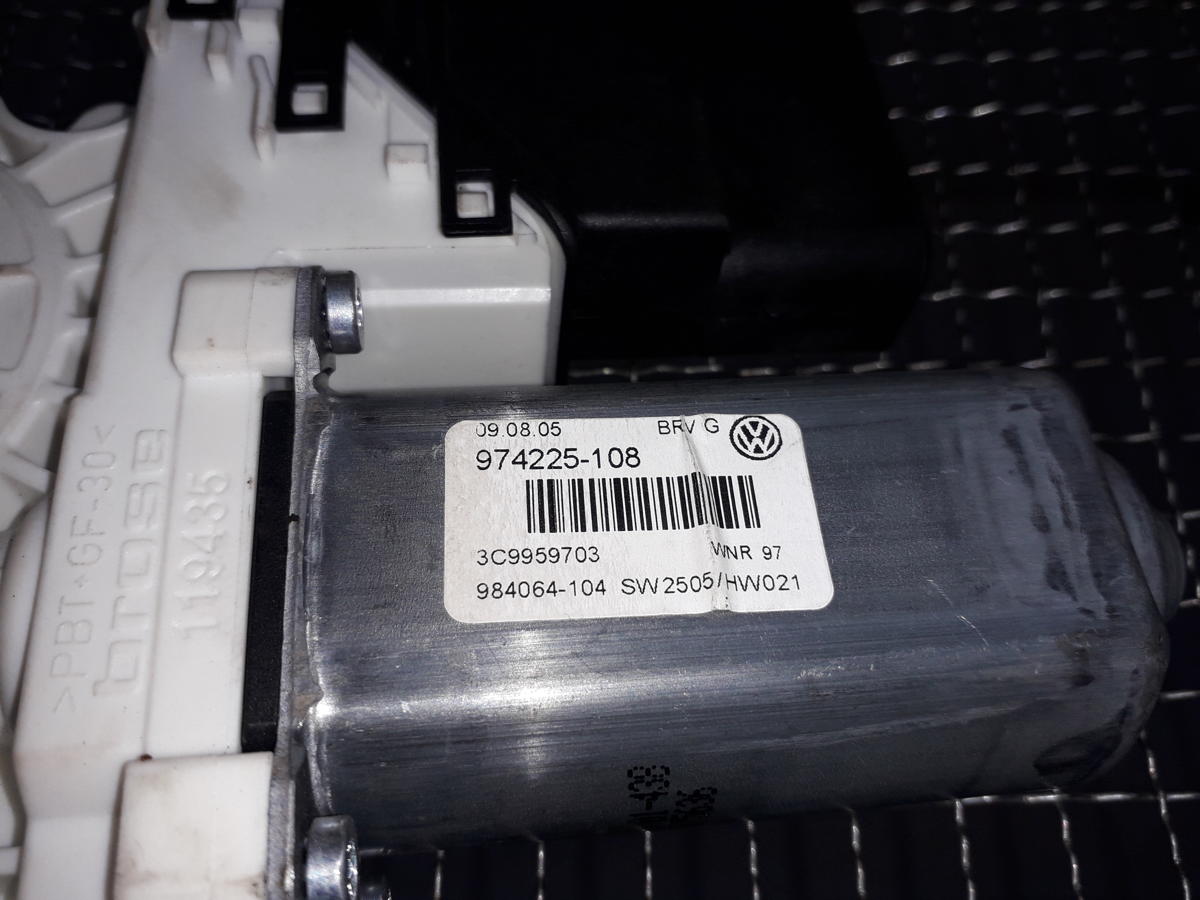 09.08.05 BRV G
974225-108
3C9959703 WNR 97
984064-104 SW2505/HW021
>PBT+GF-30<
brose
119435